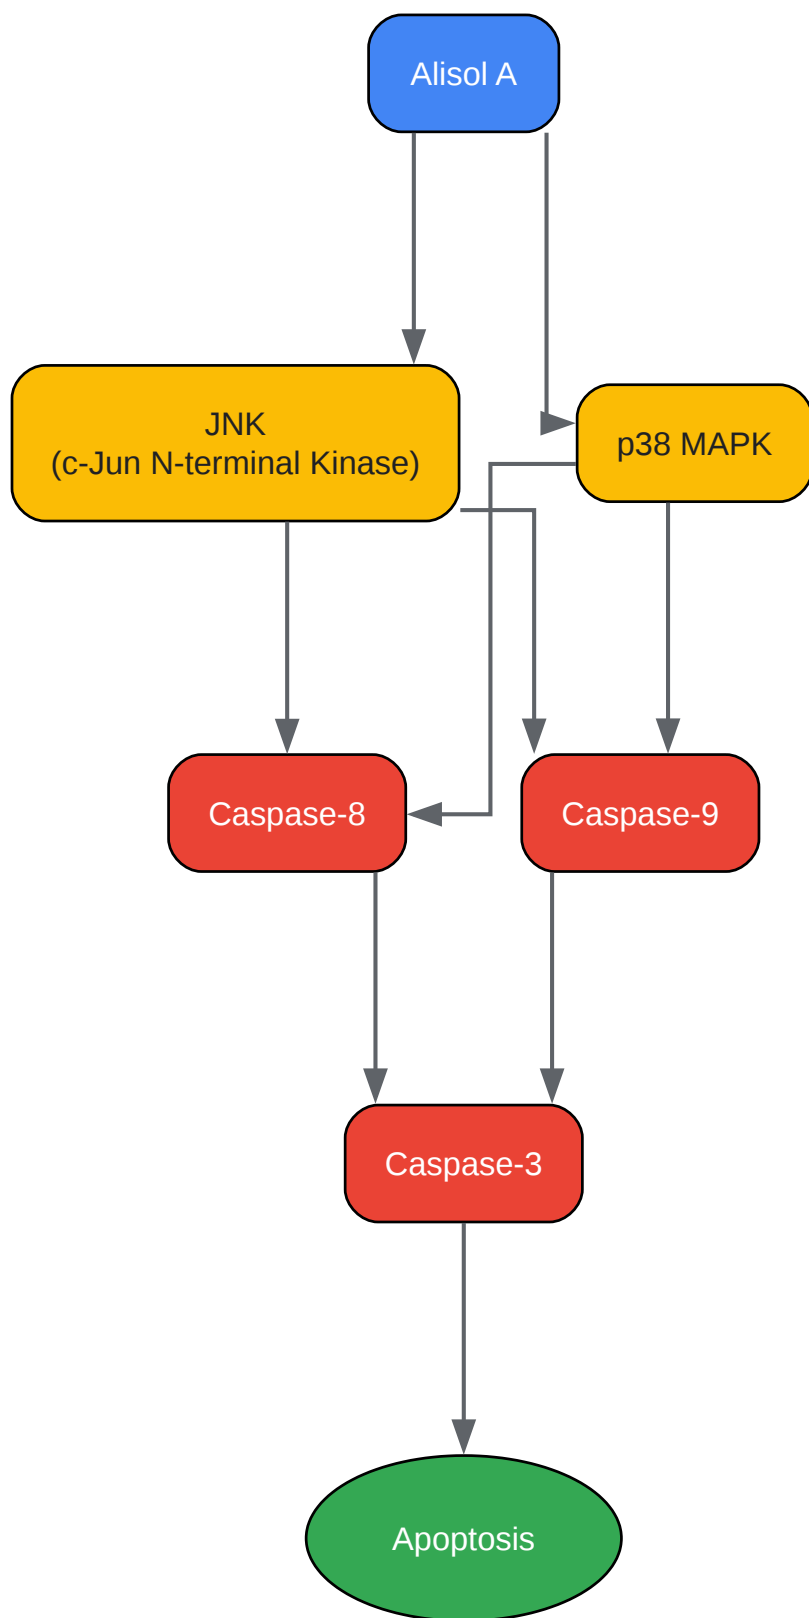 Alisol A
JNK
(c-Jun N-terminal Kinase)
p38 MAPK
Caspase-8
Caspase-9
Caspase-3
Apoptosis